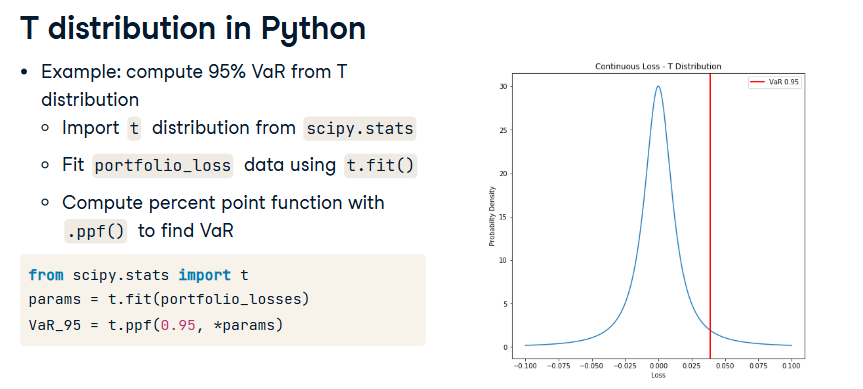 T distribution in Python
• Example: compute 95% VaR from T
distribution
○ Import t distribution from scipy.stats
○ Fit portfolio_loss data using t.fit()
○ Compute percent point function with
.ppf() to find VaR
from scipy.stats import t
params = t.fit(portfolio_losses)
VaR_95 = t.ppf(0.95, *params)
Continuous Loss - T Distribution
VaR 0.95
Probabilty Density
30
25
20
15
10
5
0
−0.100 −0.075 −0.050 −0.025 0.000 0.025 0.050 0.075 0.100
Loss